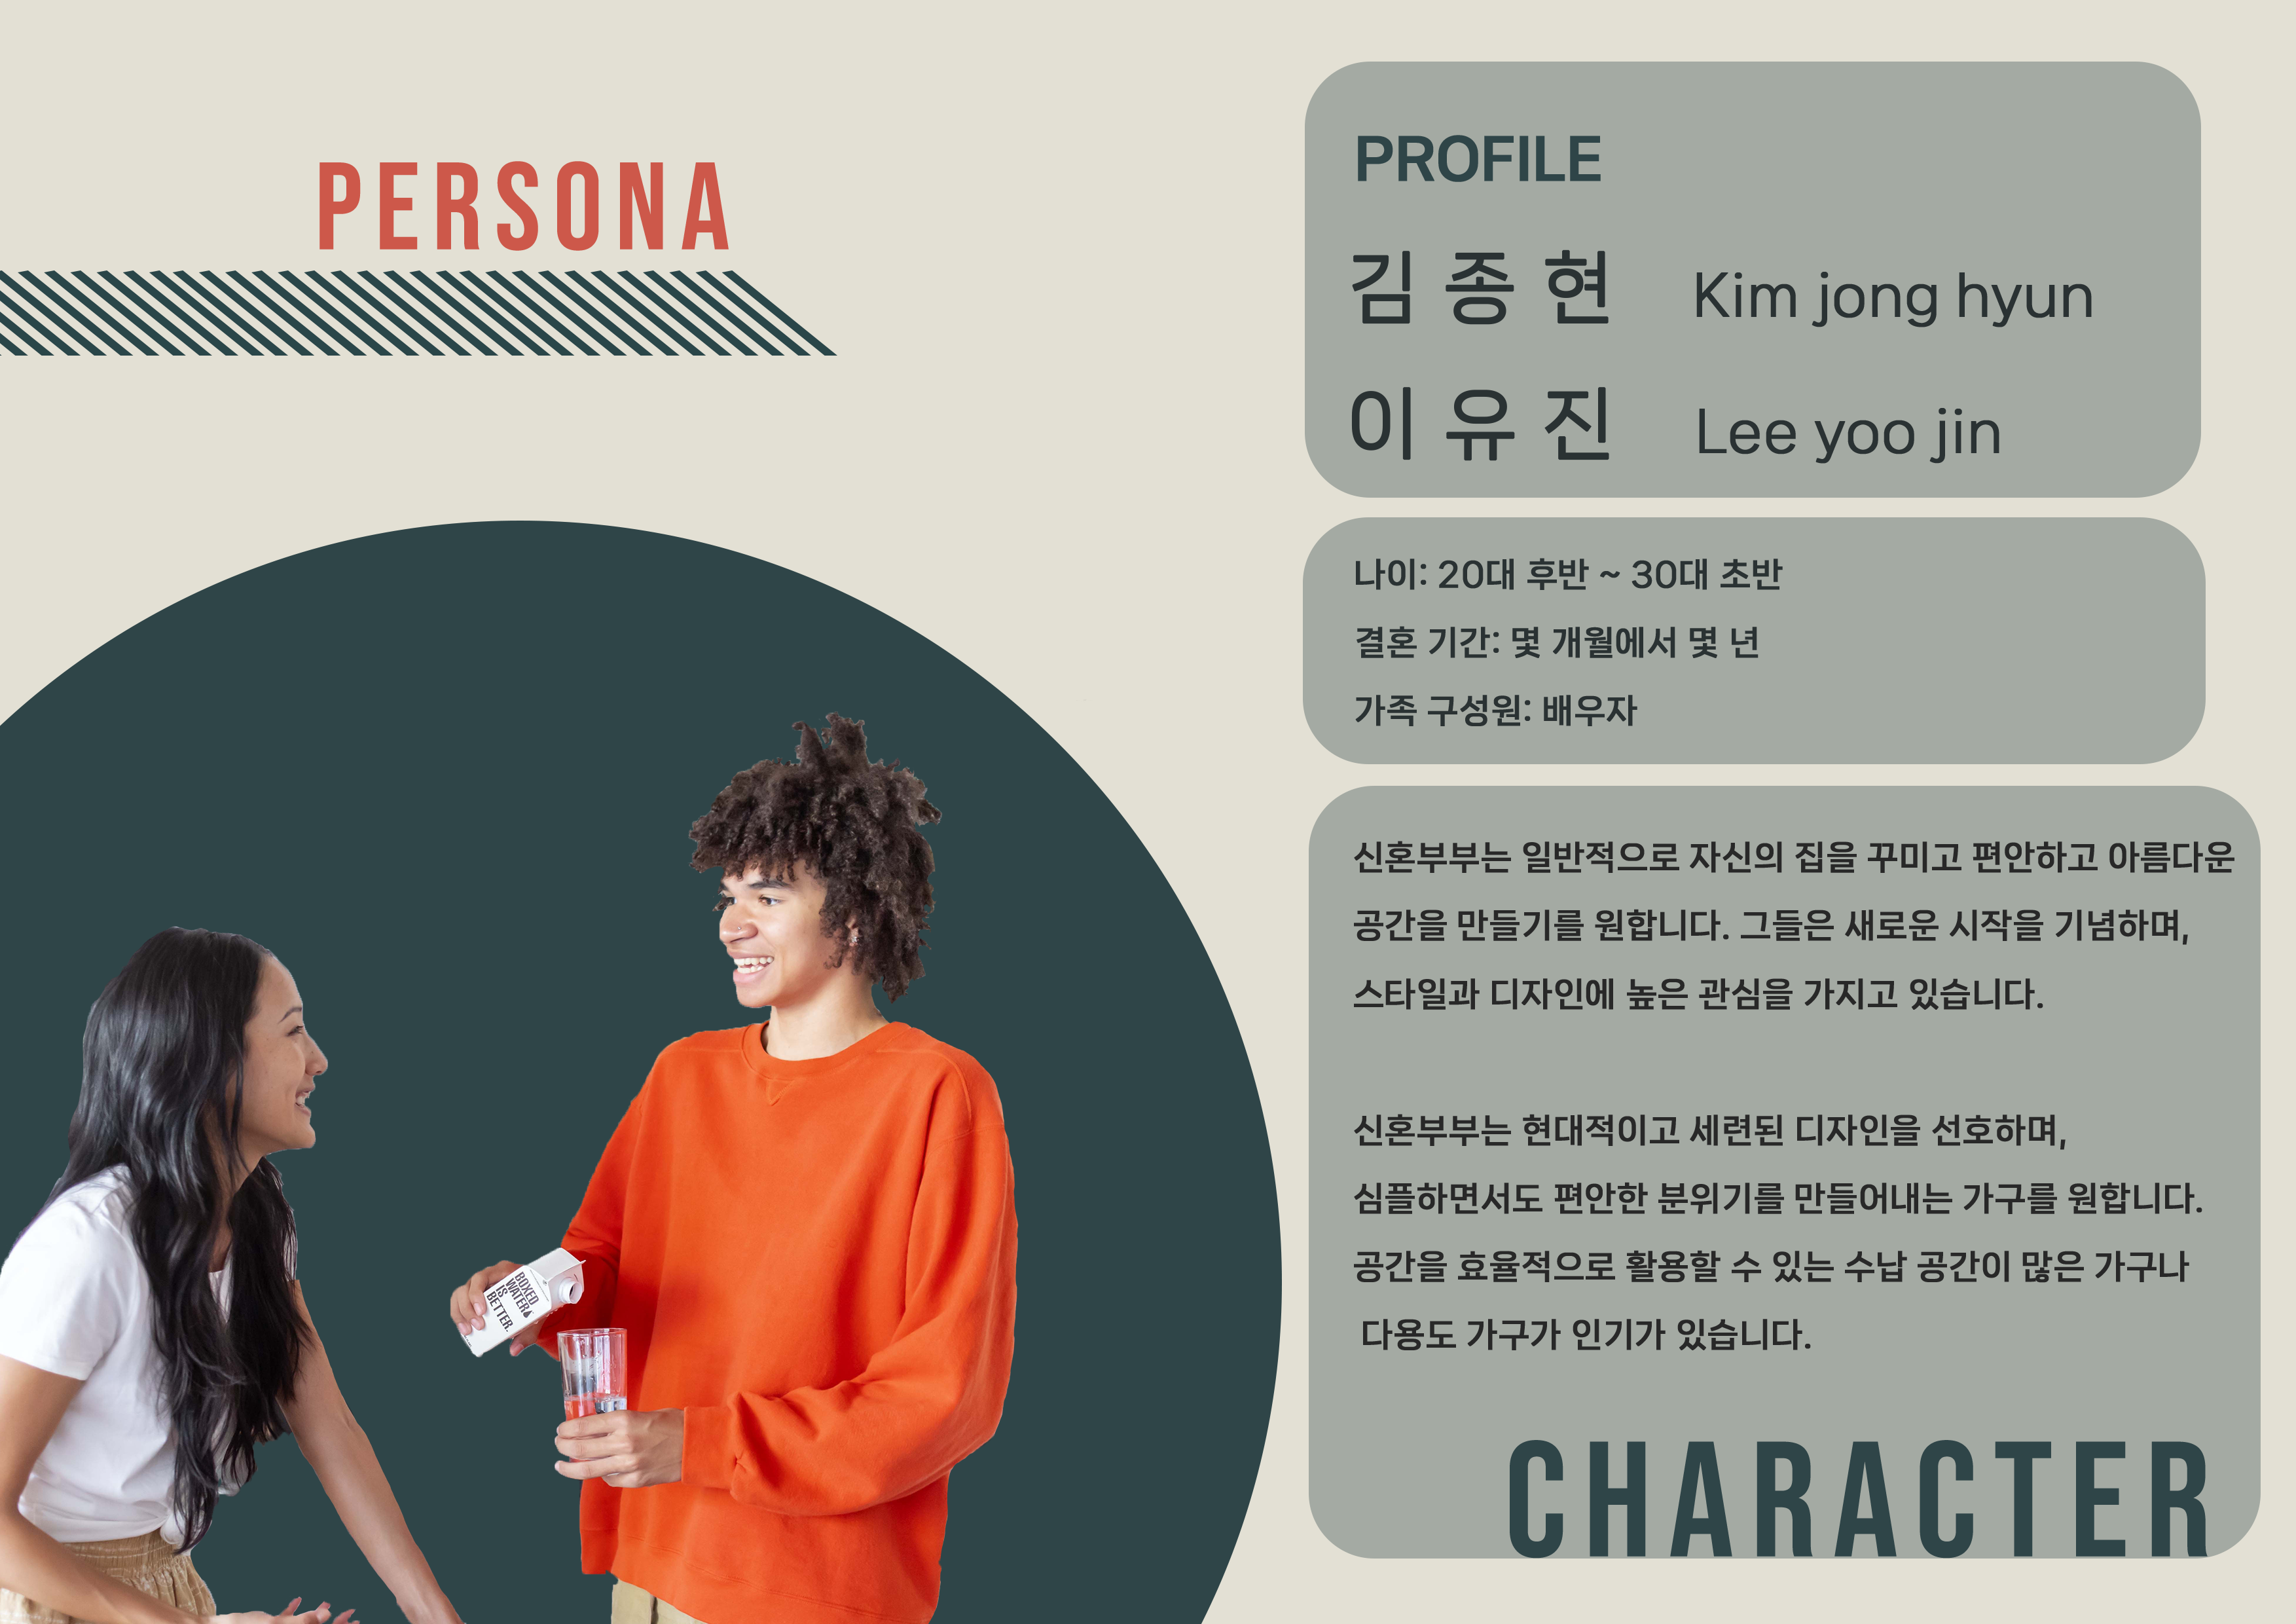 PERSONA
PROFILE
김종현 Kim jong hyun
이유진 Lee yoo jin
나이: 20대 후반 ~ 30대 초반
결혼 기간: 몇 개월에서 몇 년
가족 구성원: 배우자
신혼부부는 일반적으로 자신의 집을 꾸미고 편안하고 아름다운
공간을 만들기를 원합니다. 그들은 새로운 시작을 기념하며,
스타일과 디자인에 높은 관심을 가지고 있습니다.
신혼부부는 현대적이고 세련된 디자인을 선호하며,
심플하면서도 편안한 분위기를 만들어내는 가구를 원합니다.
공간을 효율적으로 활용할 수 있는 수납 공간이 많은 가구나
다용도 가구가 인기가 있습니다.
CHARACTER
BOXED
WATER
IS
BETTER.